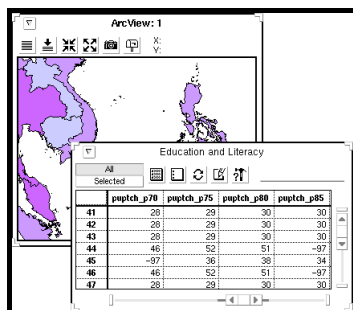 ArcView: 1
X:
Y:
Education and Literacy
All
Selected
puptch_p70 puptch_p75 puptch_p80 puptch_p85
41 28 29 30 30
42 28 29 30 30
43 28 29 30 30
44 46 52 51 -97
45 -97 36 38 34
46 46 52 51 -97
47 28 29 30 30